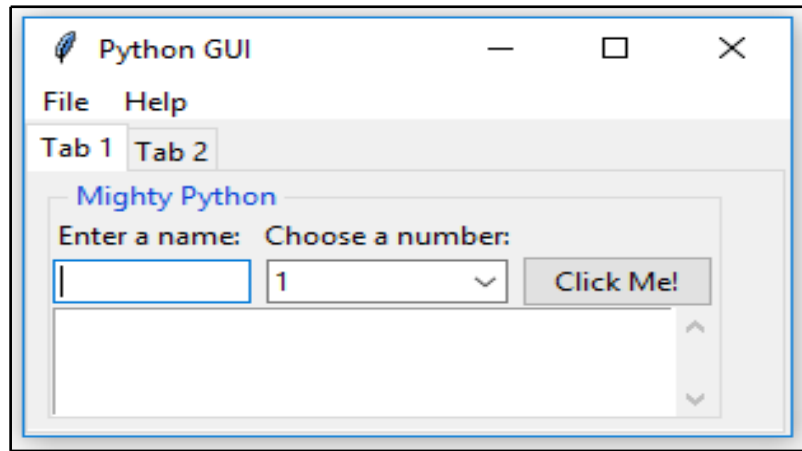 Python GUI
File Help
Tab 1 Tab 2
Mighty Python
Enter a name: Choose a number:
1 Click Me!